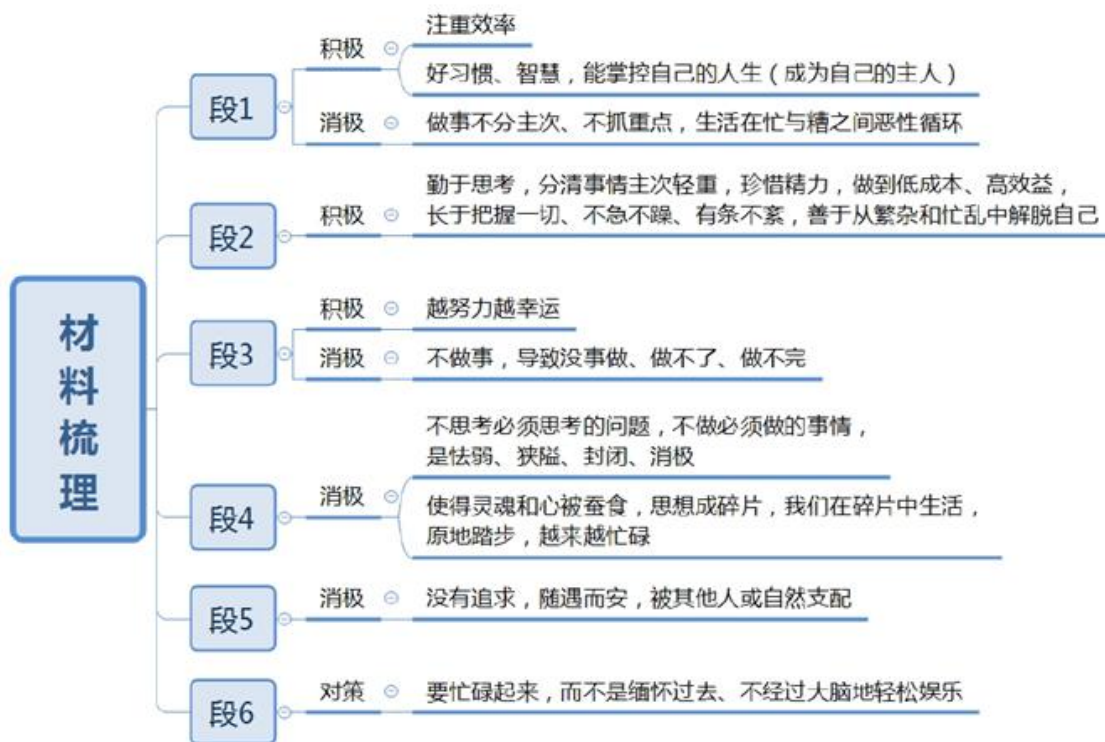 材料梳理
段1
积极
注重效率
好习惯、智慧，能掌控自己的人生（成为自己的主人）
消极
做事不分主次、不抓重点，生活在忙与糟之间恶性循环
段2
积极
勤于思考，分清事情主次轻重，珍惜精力，做到低成本、高效益，
长于把握一切、不急不躁、有条不紊，善于从繁杂和忙乱中解脱自己
段3
积极
越努力越幸运
消极
不做事，导致没事做、做不了、做不完
段4
消极
不思考必须思考的问题，不做必须做的事情，
是怯弱、狭隘、封闭、消极
使得灵魂和心被蚕食，思想成碎片，我们在碎片中生活，
原地踏步，越来越忙碌
段5
消极
没有追求，随遇而安，被其他人或自然支配
段6
对策
要忙碌起来，而不是缅怀过去、不经过大脑地轻松娱乐